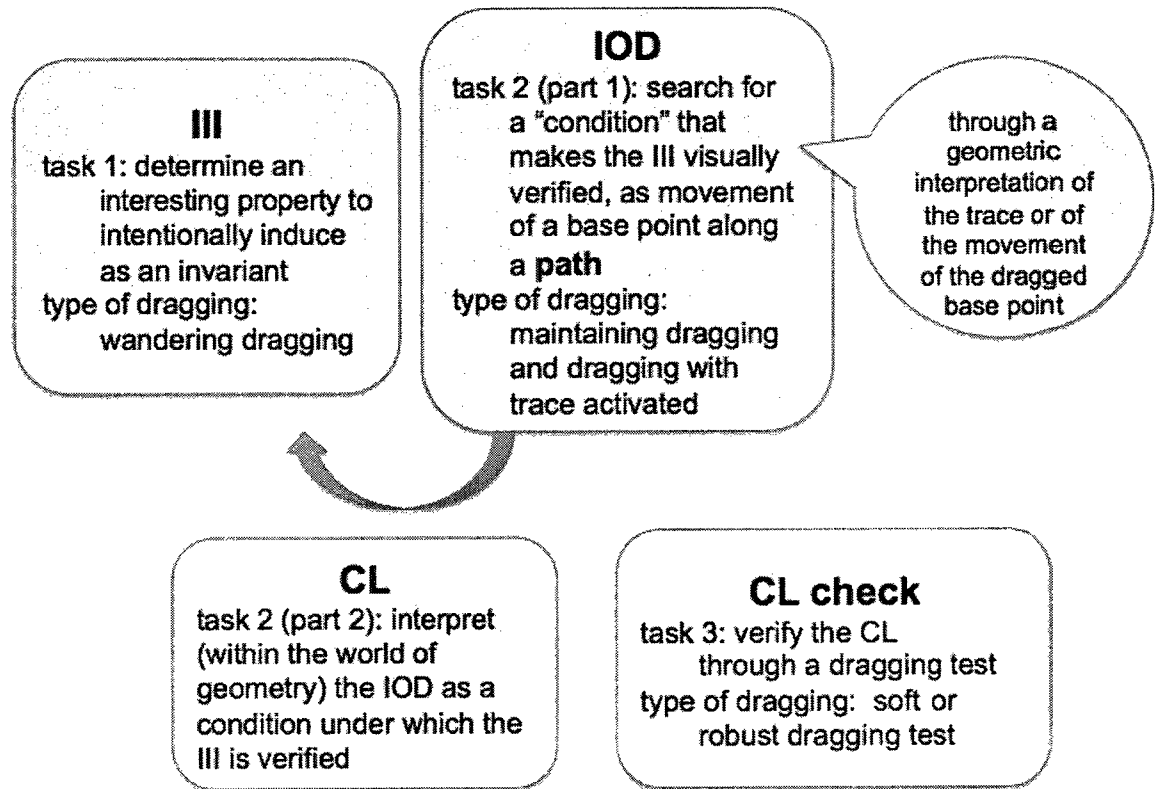 III
task 1: determine an
interesting property to
intentionally induce
as an invariant
type of dragging:
wandering dragging
IOD
task 2 (part 1): search for
a “condition” that
makes the III visually
verified, as movement
of a base point along
a path
type of dragging:
maintaining dragging
and dragging with
trace activated
through a
geometric
interpretation of
the trace or of
the movement
of the dragged
base point
CL
task 2 (part 2): interpret
(within the world of
geometry) the IOD as a
condition under which the
III is verified
CL check
task 3: verify the CL
through a dragging test
type of dragging: soft or
robust dragging test